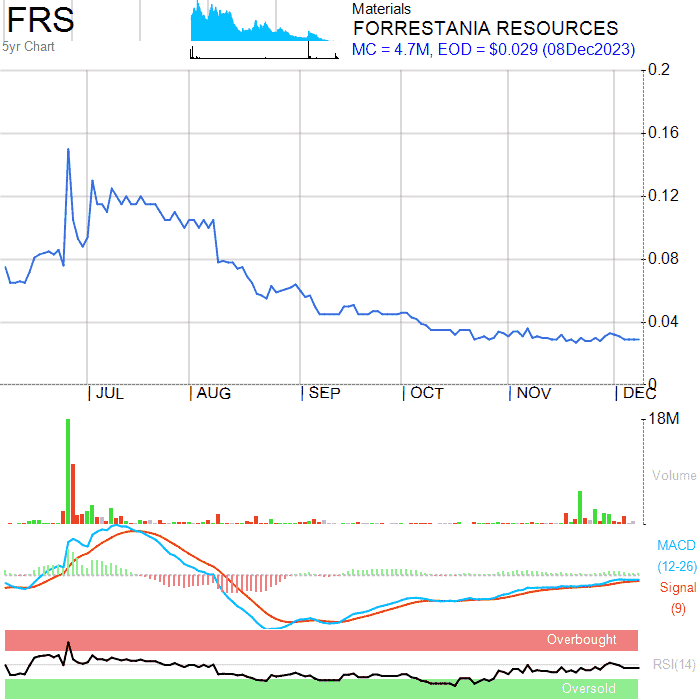 FRS
5yr Chart
Materials
FORRESTANIA RESOURCES
MC = 4.7M, EOD = $0.029 (08Dec2023)
0.2
0.16
0.12
0.08
0.04
0
JUL AUG SEP OCT NOV DEC
18M
Volume
MACD
(12-26)
Signal
(9)
Overbought
RSI(14)
Oversold